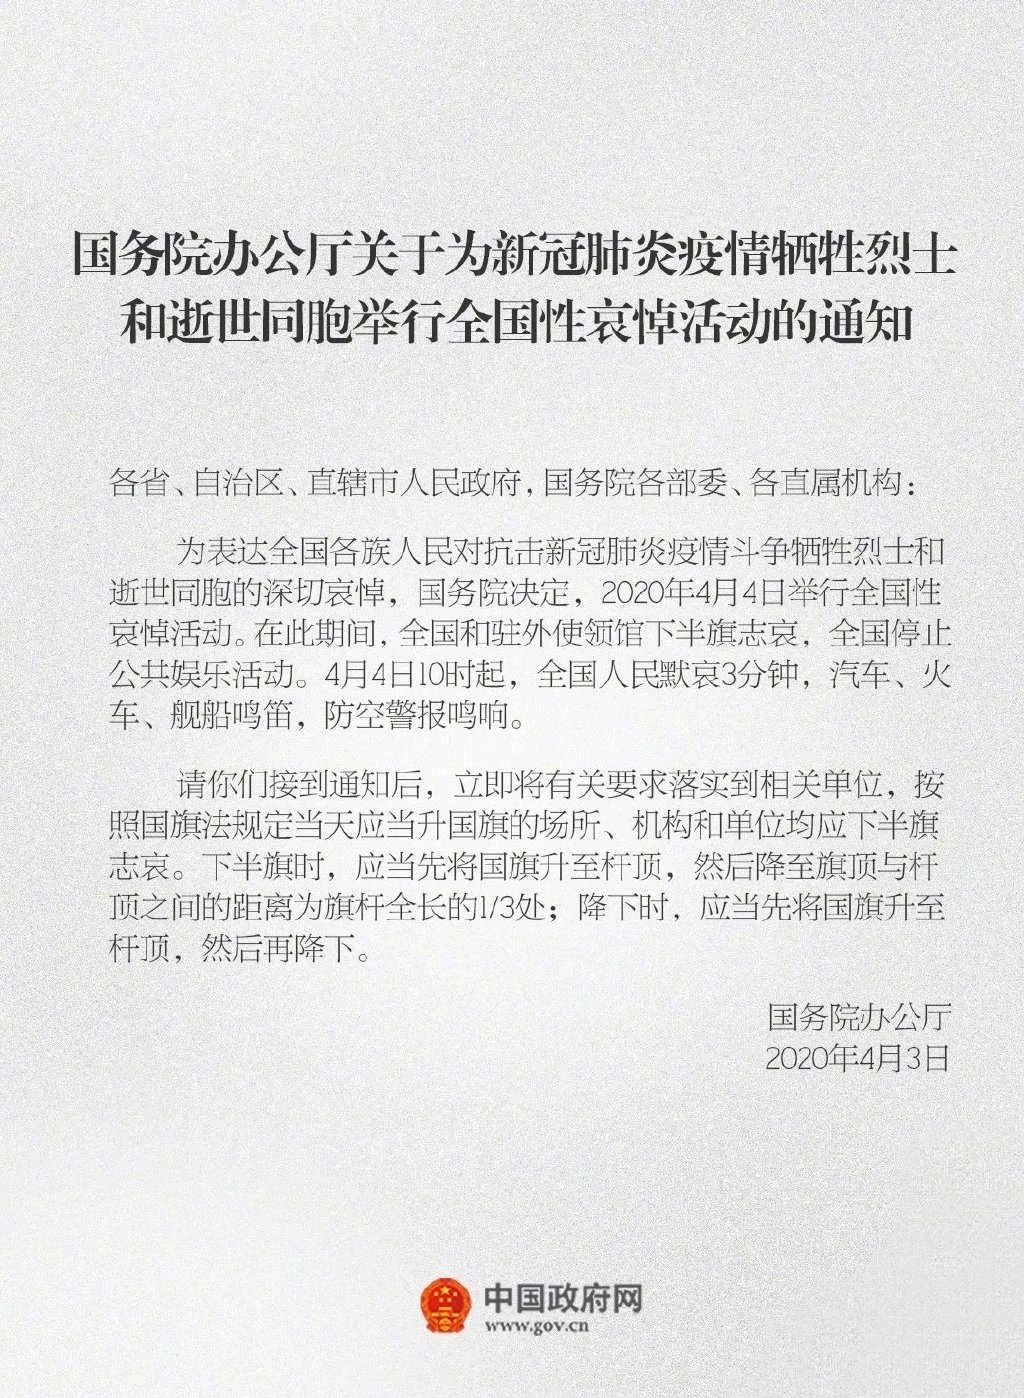 国务院办公厅关于为新冠肺炎疫情牺牲烈士
和逝世同胞举行全国性哀悼活动的通知
各省、自治区、直辖市人民政府，国务院各部委、各直属机构：
为表达全国各族人民对抗击新冠肺炎疫情斗争牺牲烈士和
逝世同胞的深切哀悼，国务院决定，2020年4月4日举行全国性
哀悼活动。在此期间，全国和驻外使领馆下半旗志哀，全国停止
公共娱乐活动。4月4日10时起，全国人民默哀3分钟，汽车、火
车、舰船鸣笛，防空警报鸣响。
请你们接到通知后，立即将有关要求落实到相关单位，按
照国旗法规定当天应当升国旗的场所、机构和单位均应下半旗
志哀。下半旗时，应当先将国旗升至杆顶，然后降至旗顶与杆
顶之间的距离为旗杆全长的1/3处；降下时，应当先将国旗升至
杆顶，然后再降下。
国务院办公厅
2020年4月3日
中国政府网
www.gov.cn